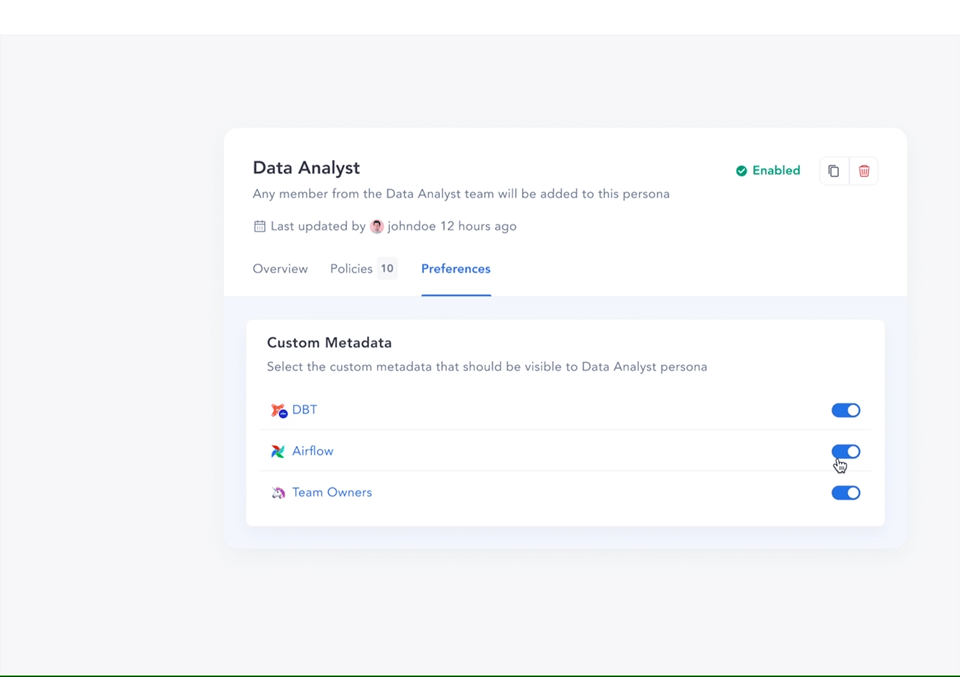 Data Analyst
Enabled
Any member from the Data Analyst team will be added to this persona
Last updated by johndoe 12 hours ago
Overview Policies 10 Preferences
Custom Metadata
Select the custom metadata that should be visible to Data Analyst persona
DBT
Airflow
Team Owners